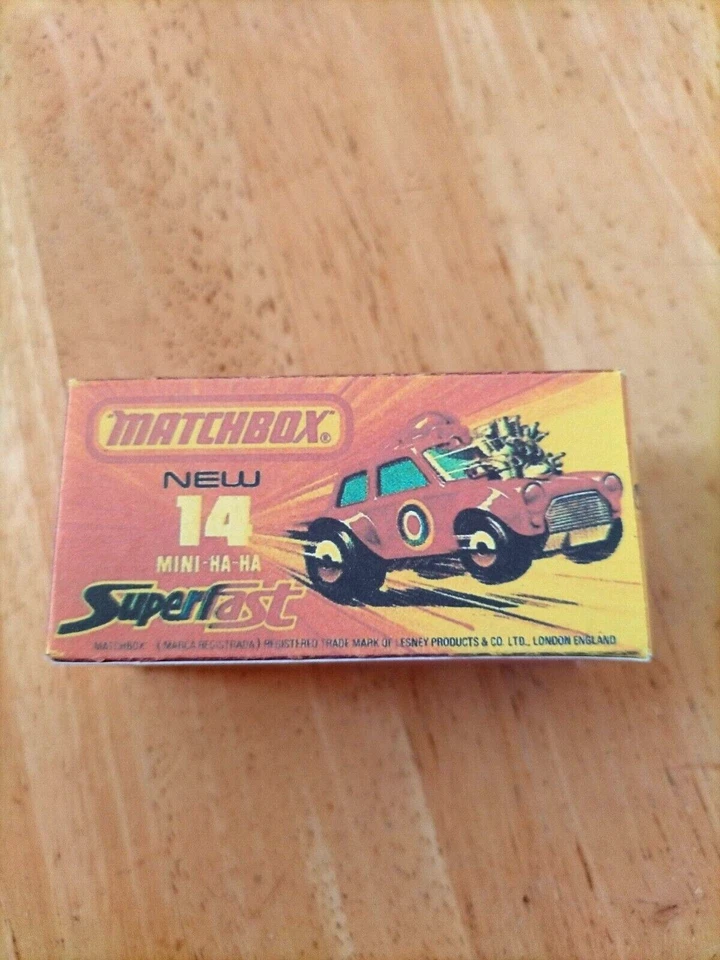 "MATCHBOX"®
NEW
14
MINI-HA-HA
Superfast
MATCHBOX (MARCA REGISTRADA) REGISTERED TRADE MARK OF LESNEY PRODUCTS & CO. LTD., LONDON ENGLAND